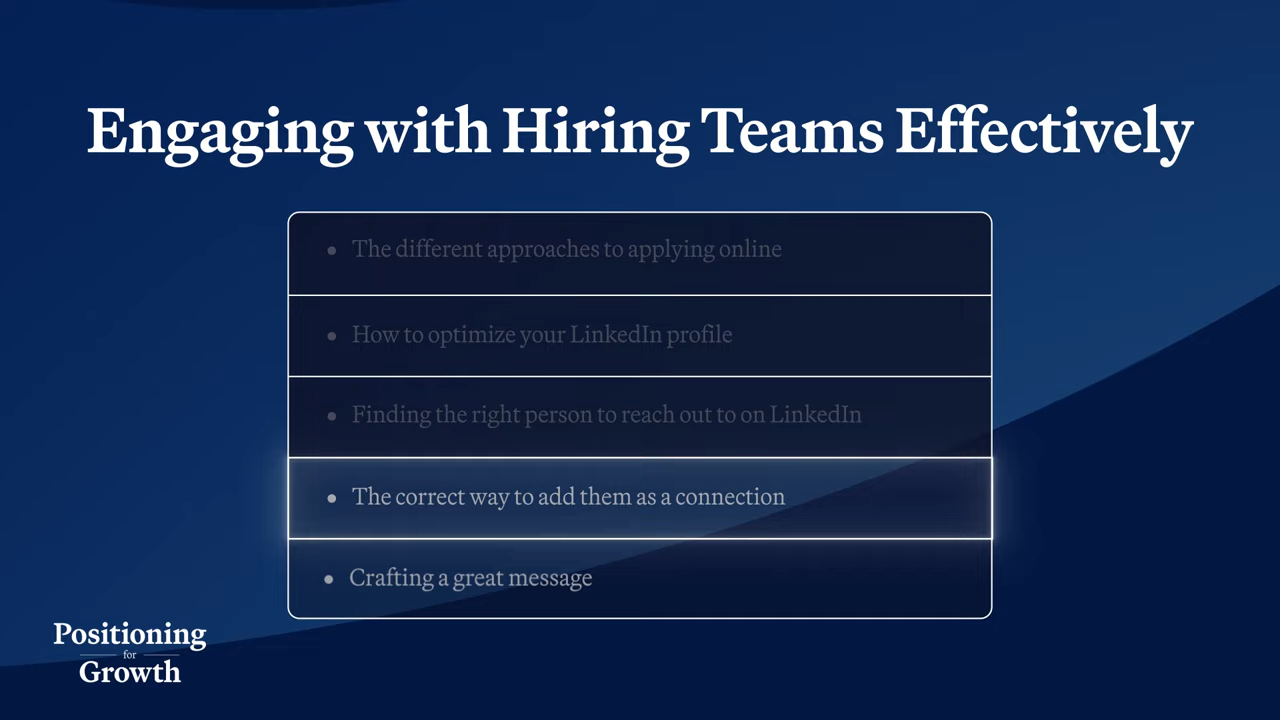 Engaging with Hiring Teams Effectively
• The different approaches to applying online
• How to optimize your LinkedIn profile
• Finding the right person to reach out to on LinkedIn
• The correct way to add them as a connection
• Crafting a great message
Positioning
for
Growth